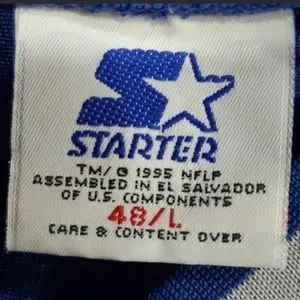 STARTER
TM/ © 1995 NFLP
ASSEMBLED IN EL SALVADOR
OF U.S. COMPONENTS
48/L
CARE & CONTENT OVER